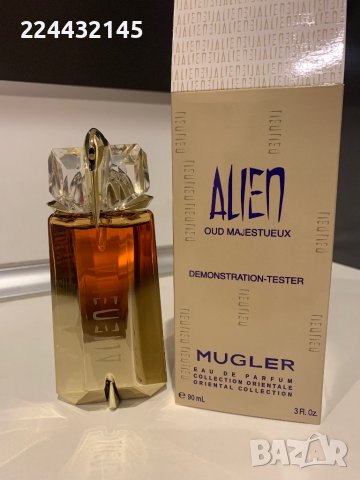 224432145
ALIEN
OUD MAJESTUEUX
DEMONSTRATION-TESTER
MUGLER
EAU DE PARFUM
COLLECTION ORIENTALE
ORIENTAL COLLECTION
℮ 90 mL
3 Fl. Oz.
ALIEN
BAZAR